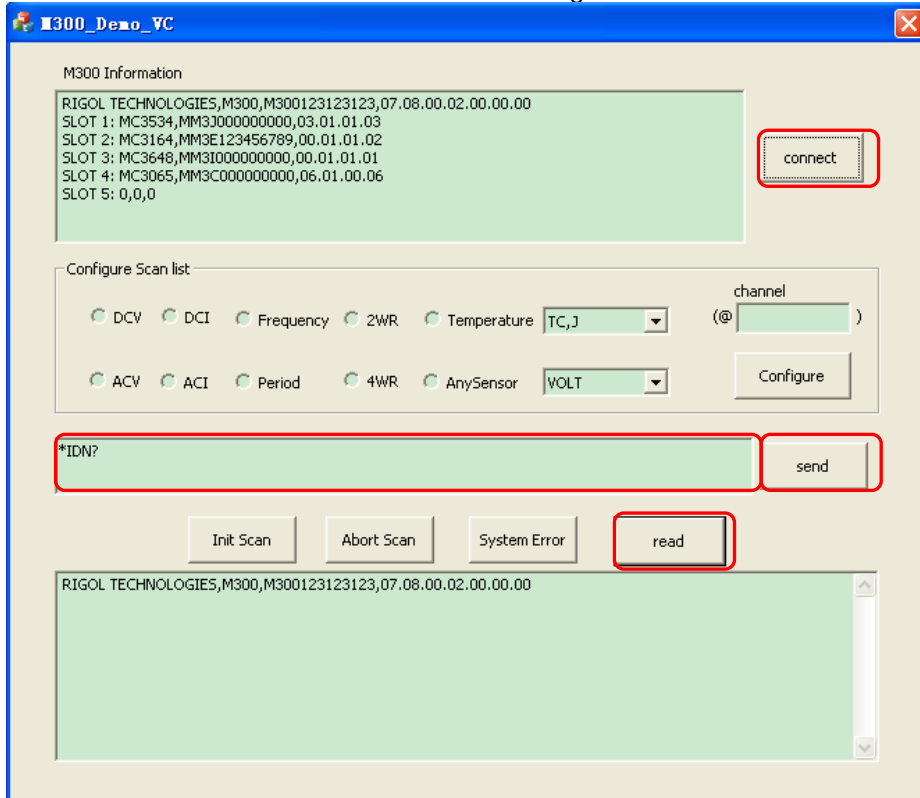 M300_Demo_VC
M300 Information
RIGOL TECHNOLOGIES,M300,M300123123123,07.08.00.02.00.00.00
SLOT 1: MC3534,MM3J000000000,03.01.01.03
SLOT 2: MC3164,MM3E123456789,00.01.01.02
SLOT 3: MC3648,MM3I000000000,00.01.01.01
SLOT 4: MC3065,MM3C000000000,06.01.00.06
SLOT 5: 0,0,0
connect
Configure Scan list
channel
DCV DCI Frequency 2WR Temperature TC,J (@ )
ACV ACI Period 4WR AnySensor VOLT Configure
*IDN?
send
Init Scan Abort Scan System Error read
RIGOL TECHNOLOGIES,M300,M300123123123,07.08.00.02.00.00.00